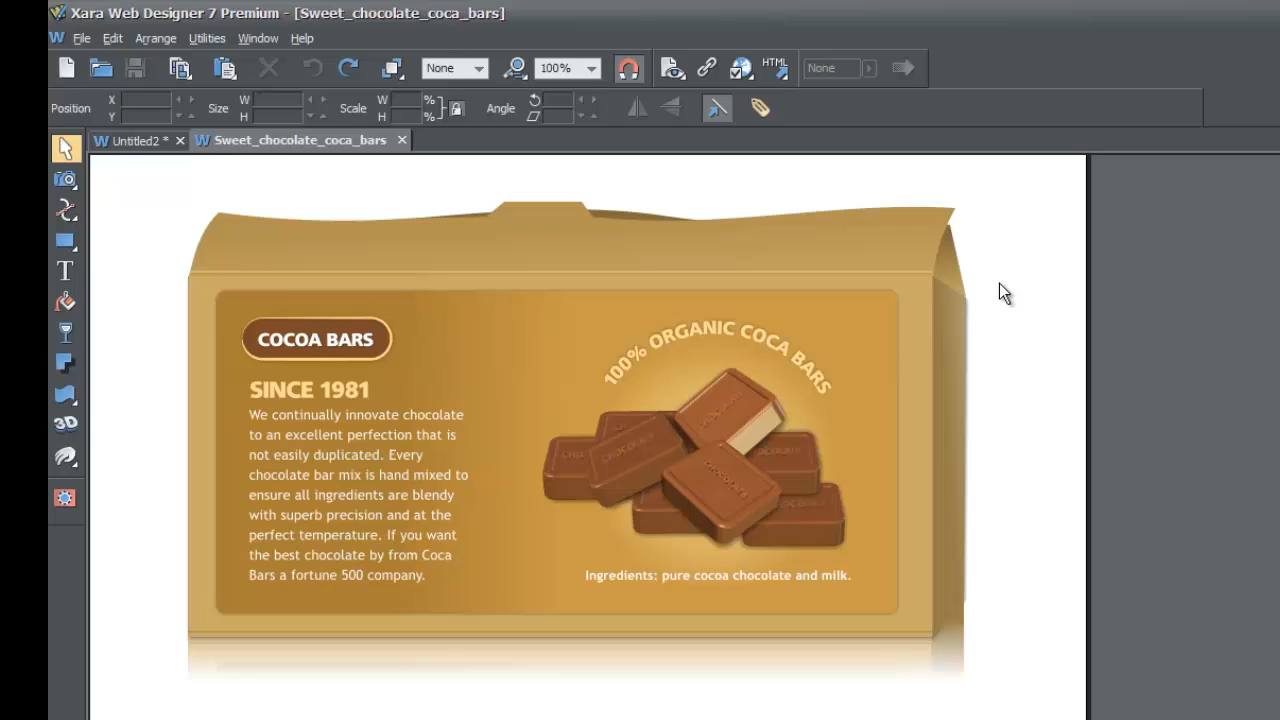 Xara Web Designer 7 Premium - [Sweet_chocolate_coca_bars]
W File Edit Arrange Utilities Window Help
None 100% HTML None
Position X Y Size W H Scale W H % % Angle
W Untitled2 * W Sweet_chocolate_coca_bars
T
3D
100% ORGANIC COCA BARS
COCOA BARS
SINCE 1981
We continually innovate chocolate
to an excellent perfection that is
not easily duplicated. Every
chocolate bar mix is hand mixed to
ensure all ingredients are blendy
with superb precision and at the
perfect temperature. If you want
the best chocolate by from Coca
Bars a fortune 500 company.
CHOCOLATE
CHOCOLATE
CHOCOLATE
Ingredients: pure cocoa chocolate and milk.